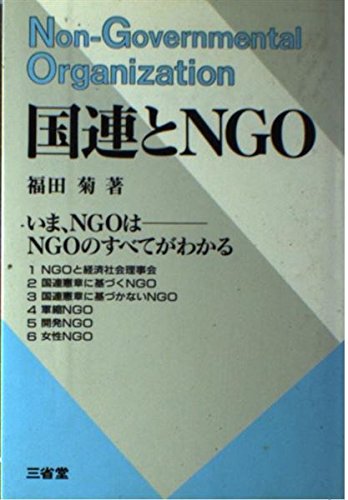 Non-Governmental
Organization
国連とNGO
福田 菊 著
いま、NGOは———
NGOのすべてがわかる
1 NGOと経済社会理事会
2 国連憲章に基づくNGO
3 国連憲章に基づかないNGO
4 軍縮NGO
5 開発NGO
6 女性NGO
三省堂